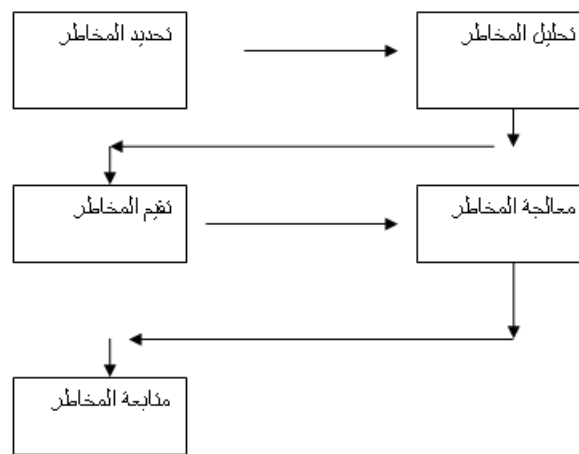 تحديد المخاطر
تحليل المخاطر
تقيم المخاطر
معالجة المخاطر
متابعة المخاطر